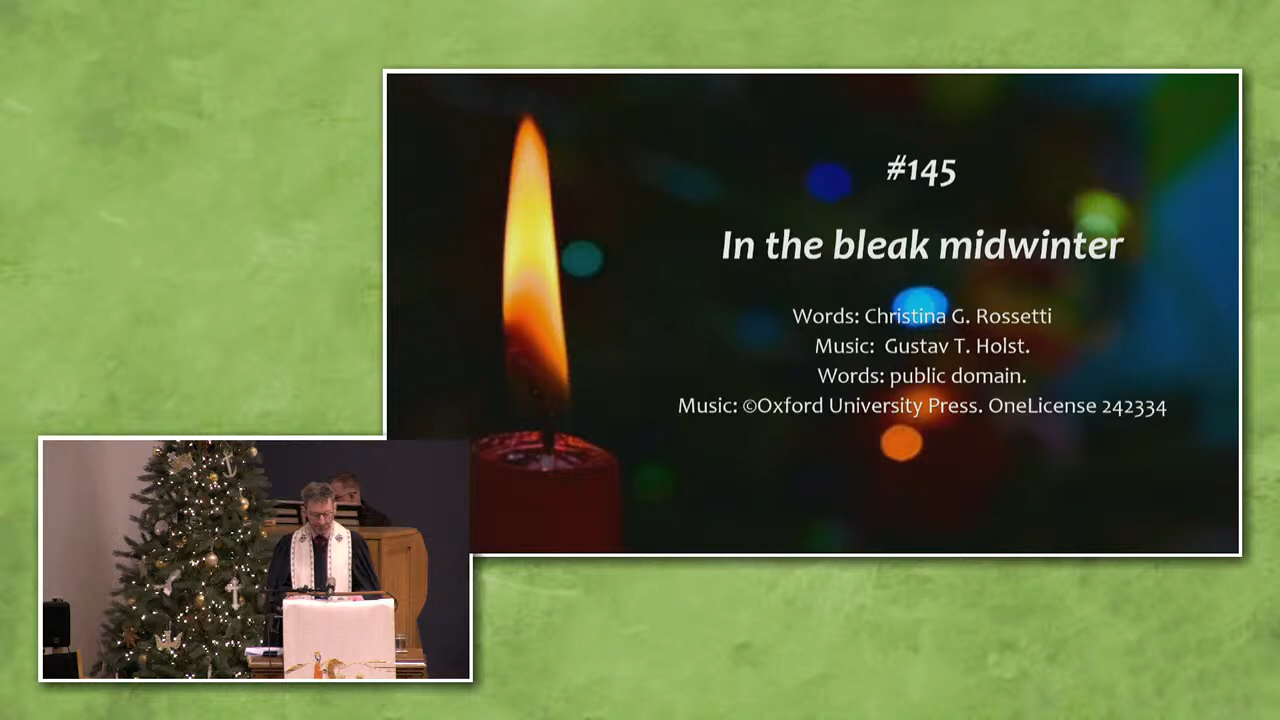 #145
In the bleak midwinter
Words: Christina G. Rossetti
Music: Gustav T. Holst.
Words: public domain.
Music: ©Oxford University Press. OneLicense 242334